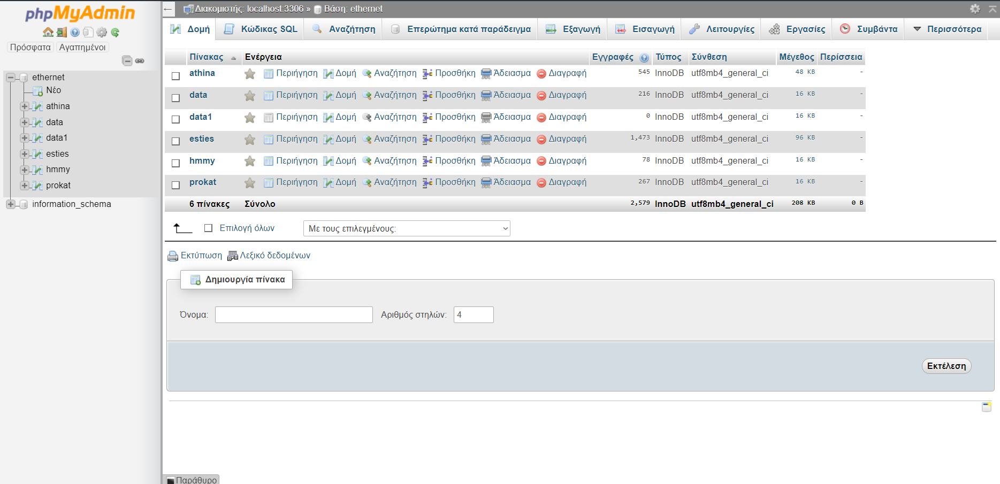 phpMyAdmin
Πρόσφατα Αγαπημένοι
ethernet
Νέο
athina
data
data1
esties
hmmy
prokat
information_schema
Διακομιστής: localhost:3306 » Βάση: ethernet
Δομή Κώδικας SQL Αναζήτηση Επερώτημα κατά παράδειγμα Εξαγωγή Εισαγωγή Λειτουργίες Εργασίες Συμβάντα Περισσότερα
Πίνακας Ενέργεια Εγγραφές Τύπος Σύνθεση Μέγεθος Περίσσεια
athina Περιήγηση Δομή Αναζήτηση Προσθήκη Άδειασμα Διαγραφή 545 InnoDB utf8mb4_general_ci 48 KB -
data Περιήγηση Δομή Αναζήτηση Προσθήκη Άδειασμα Διαγραφή 216 InnoDB utf8mb4_general_ci 16 KB -
data1 Περιήγηση Δομή Αναζήτηση Προσθήκη Άδειασμα Διαγραφή 0 InnoDB utf8mb4_general_ci 16 KB -
esties Περιήγηση Δομή Αναζήτηση Προσθήκη Άδειασμα Διαγραφή 1,473 InnoDB utf8mb4_general_ci 96 KB -
hmmy Περιήγηση Δομή Αναζήτηση Προσθήκη Άδειασμα Διαγραφή 78 InnoDB utf8mb4_general_ci 16 KB -
prokat Περιήγηση Δομή Αναζήτηση Προσθήκη Άδειασμα Διαγραφή 267 InnoDB utf8mb4_general_ci 16 KB -
6 πίνακες Σύνολο 2,579 InnoDB utf8mb4_general_ci 208 KB 0 B
Επιλογή όλων Με τους επιλεγμένους:
Εκτύπωση Λεξικό δεδομένων
Δημιουργία πίνακα
Όνομα: Αριθμός στηλών: 4
Εκτέλεση
Παράθυρο